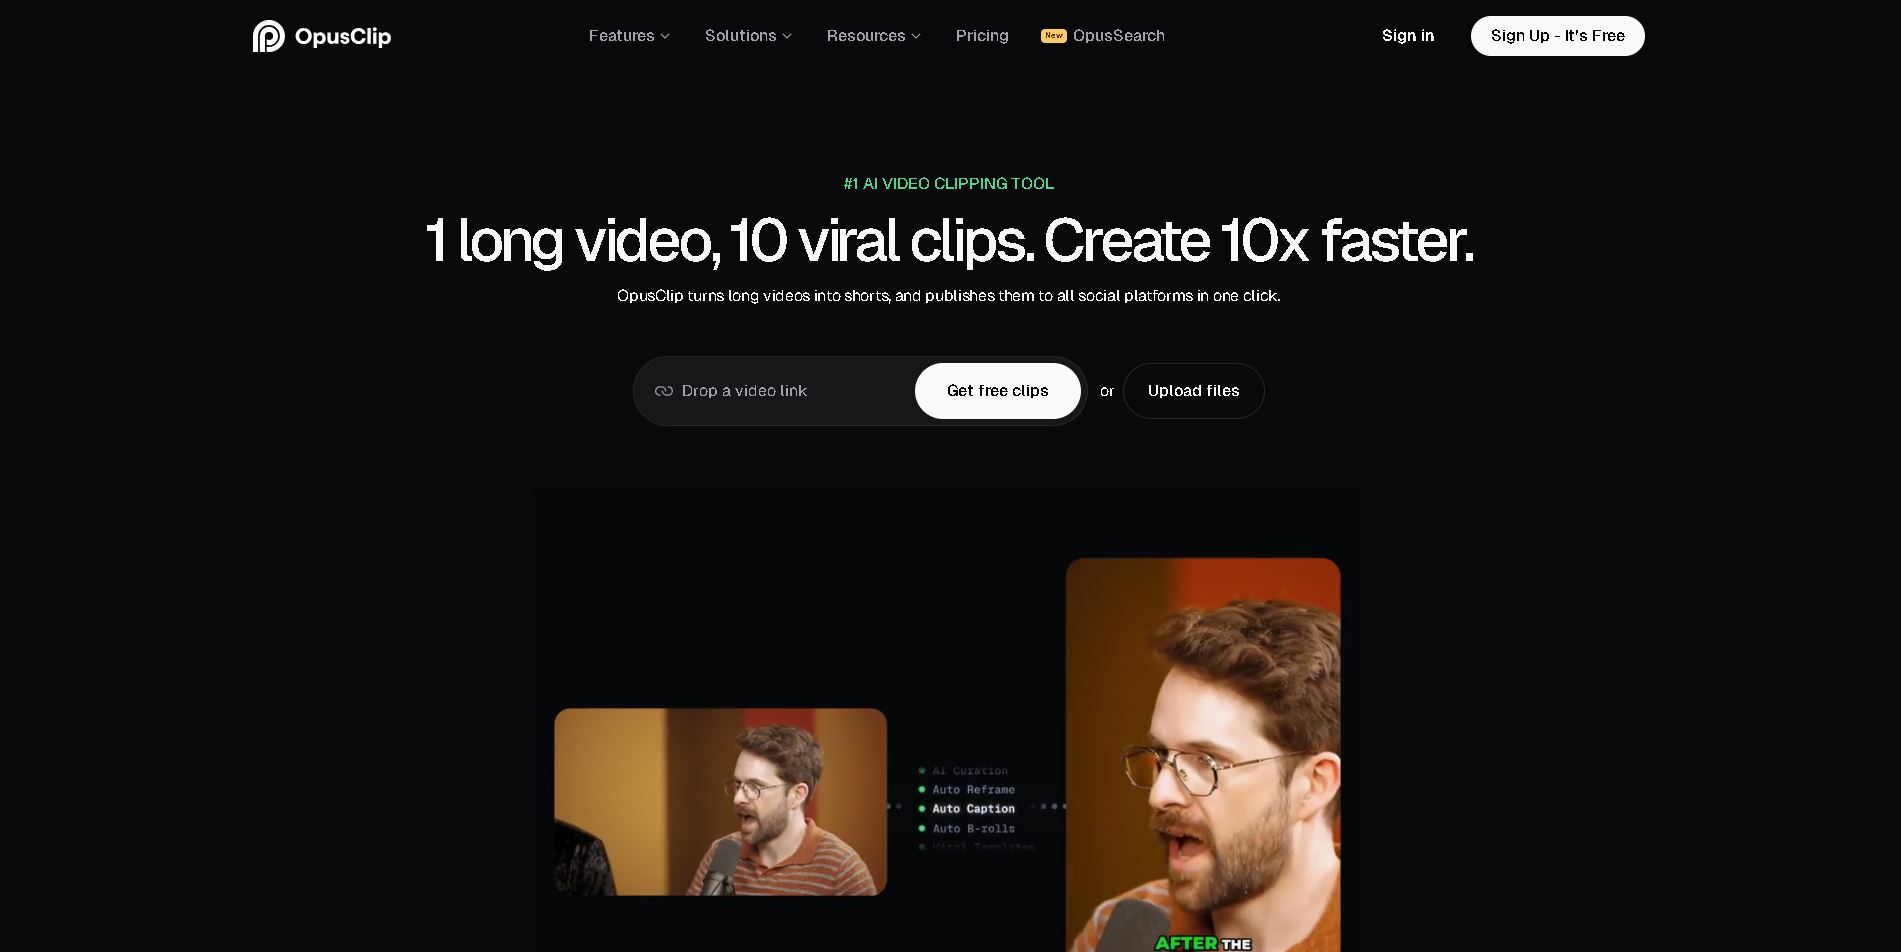 OpusClip
Features
Solutions
Resources
Pricing
New OpusSearch
Sign in
Sign Up - It's Free
#1 AI VIDEO CLIPPING TOOL
1 long video, 10 viral clips. Create 10x faster.
OpusClip turns long videos into shorts, and publishes them to all social platforms in one click.
Drop a video link
Get free clips
or
Upload files
AI Curation
Auto Reframe
Auto Caption
Auto B-rolls
Viral Templates
AFTER THE